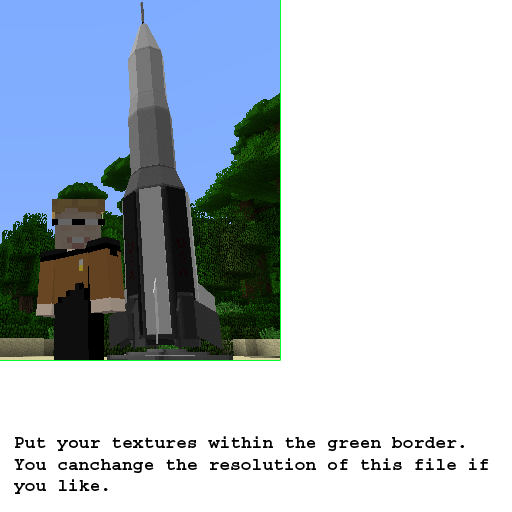 Put your textures within the green border.
You canchange the resolution of this file if
you like.